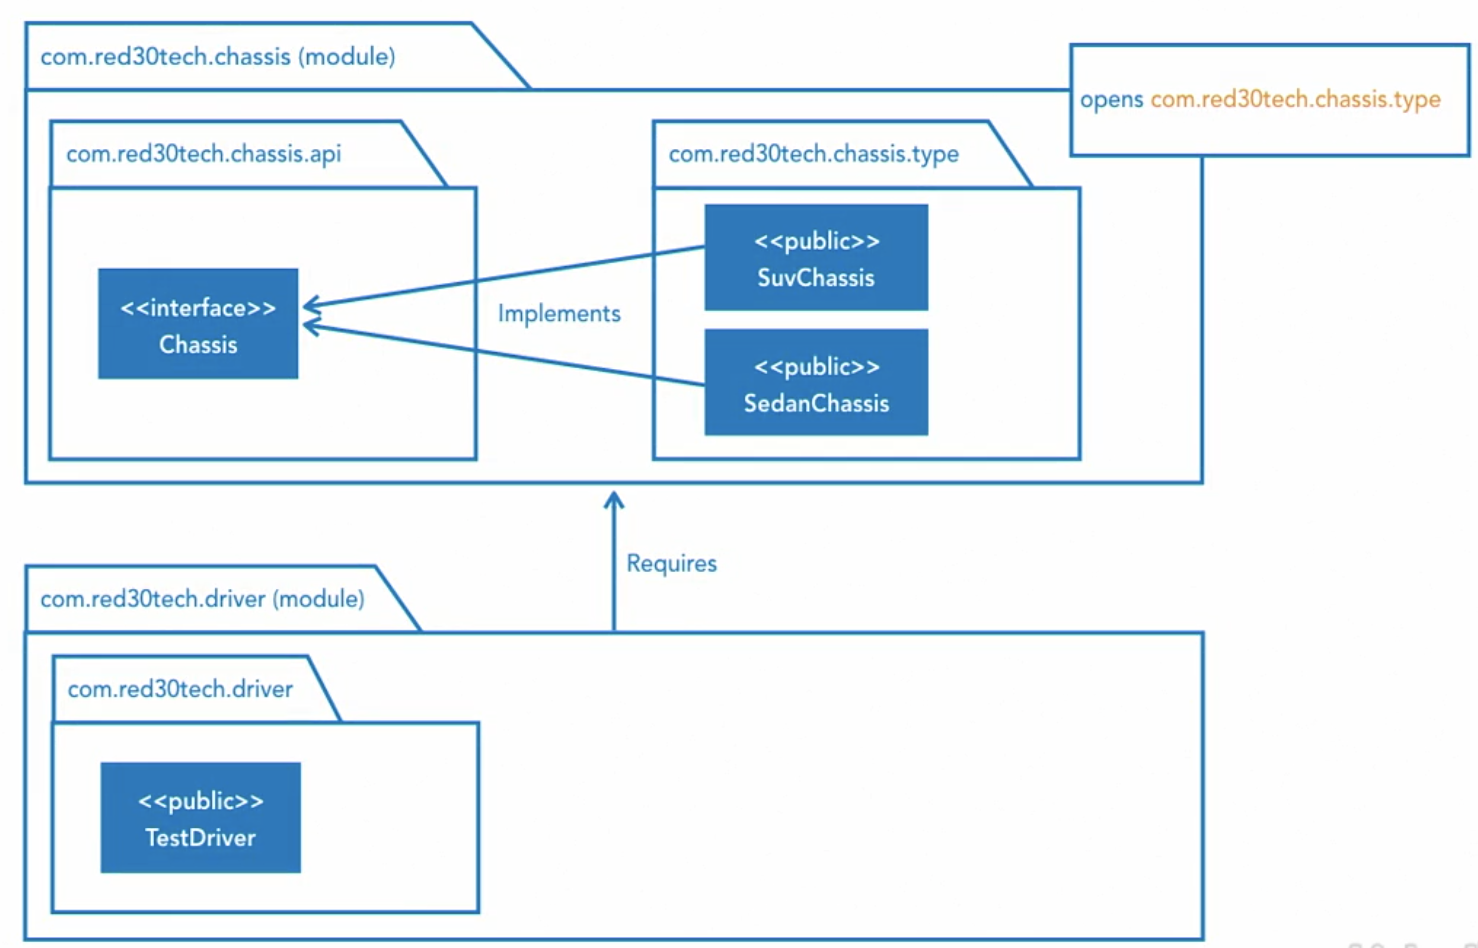 com.red30tech.chassis (module)
opens com.red30tech.chassis.type
com.red30tech.chassis.api
com.red30tech.chassis.type
<<interface>>
Chassis
Implements
<<public>>
SuvChassis
<<public>>
SedanChassis
Requires
com.red30tech.driver (module)
com.red30tech.driver
<<public>>
TestDriver